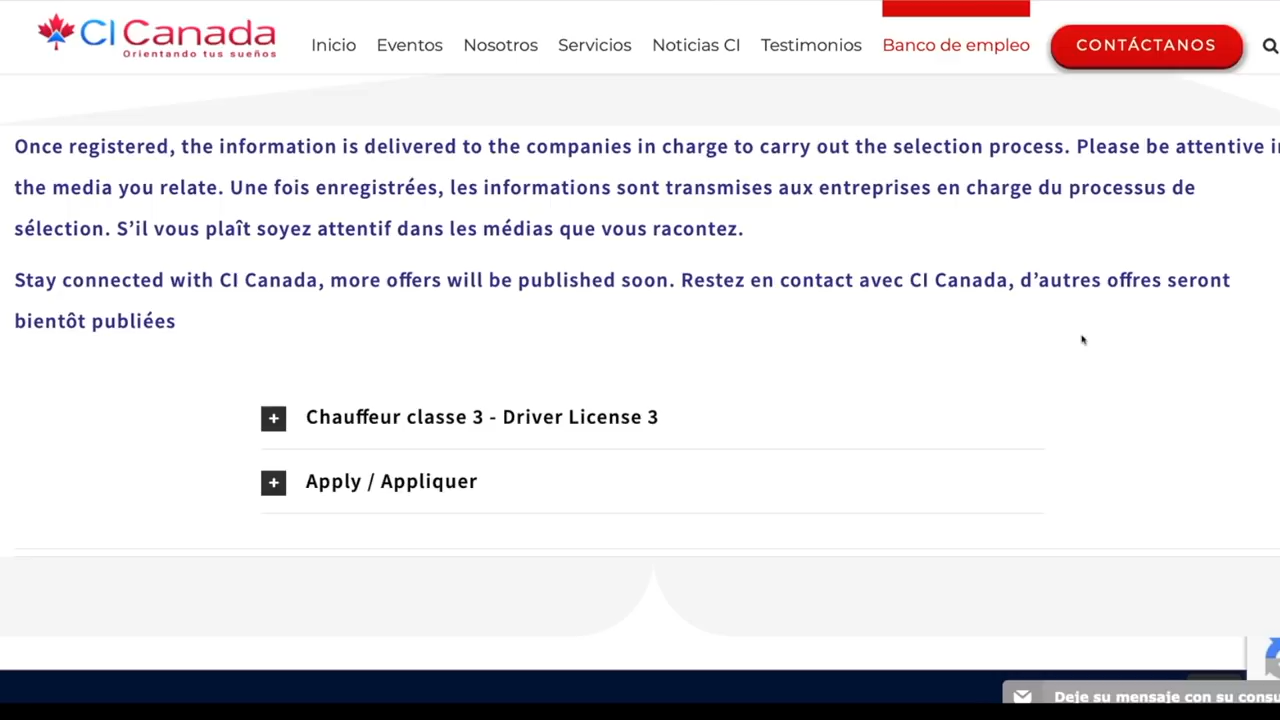 CI Canada
Orientando tus sueños
Inicio Eventos Nosotros Servicios Noticias CI Testimonios Banco de empleo CONTÁCTANOS
Once registered, the information is delivered to the companies in charge to carry out the selection process. Please be attentive
the media you relate. Une fois enregistrées, les informations sont transmises aux entreprises en charge du processus de
sélection. S’il vous plaît soyez attentif dans les médias que vous racontez.
Stay connected with CI Canada, more offers will be published soon. Restez en contact avec CI Canada, d’autres offres seront
bientôt publiées
+ Chauffeur classe 3 - Driver License 3
+ Apply / Appliquer
Deje su mensaje con su